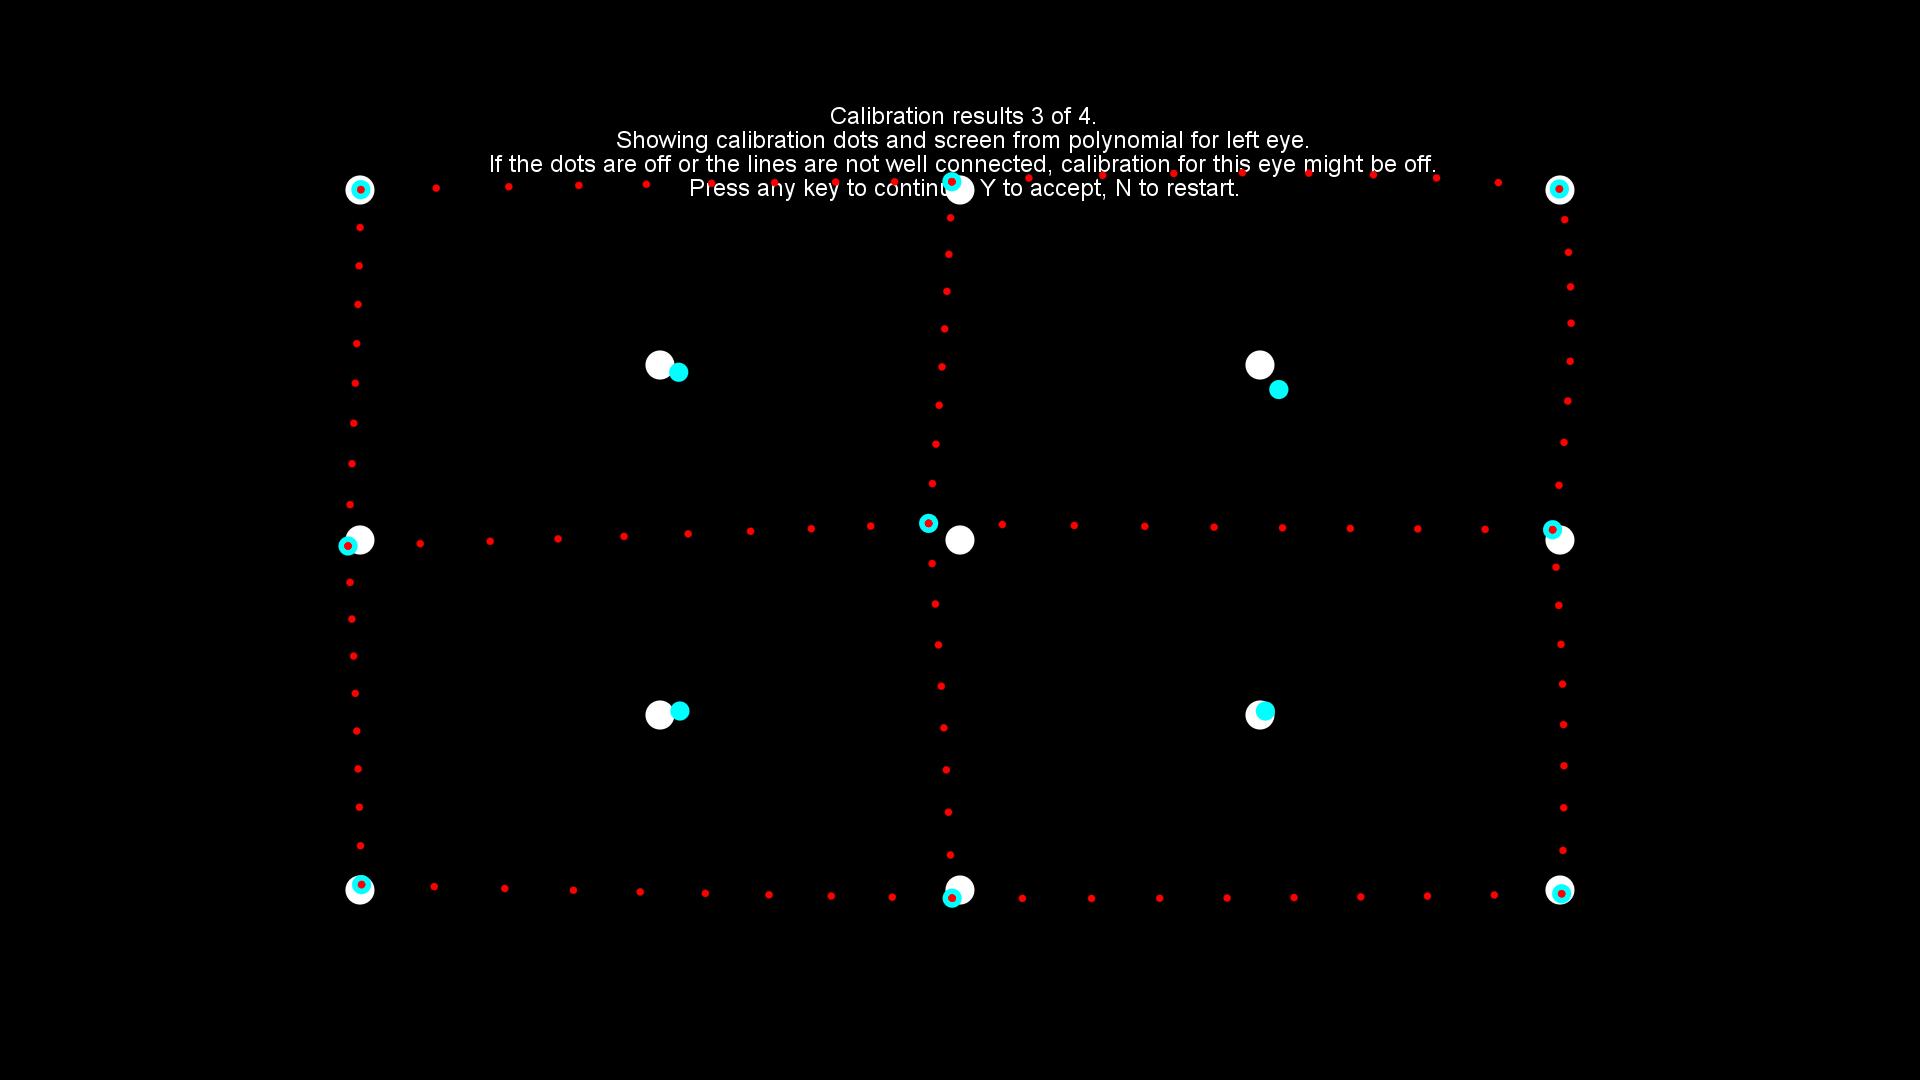 Calibration results 3 of 4.
Showing calibration dots and screen from polynomial for left eye.
If the dots are off or the lines are not well connected, calibration for this eye might be off.
Press any key to continu Y to accept, N to restart.